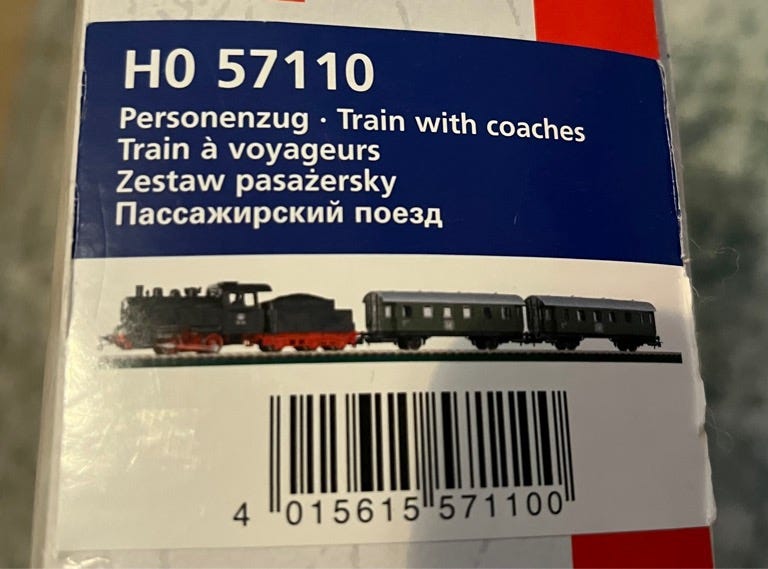 H0 57110
Personenzug · Train with coaches
Train à voyageurs
Zestaw pasażersky
Пассажирский поезд
4 015615 571100